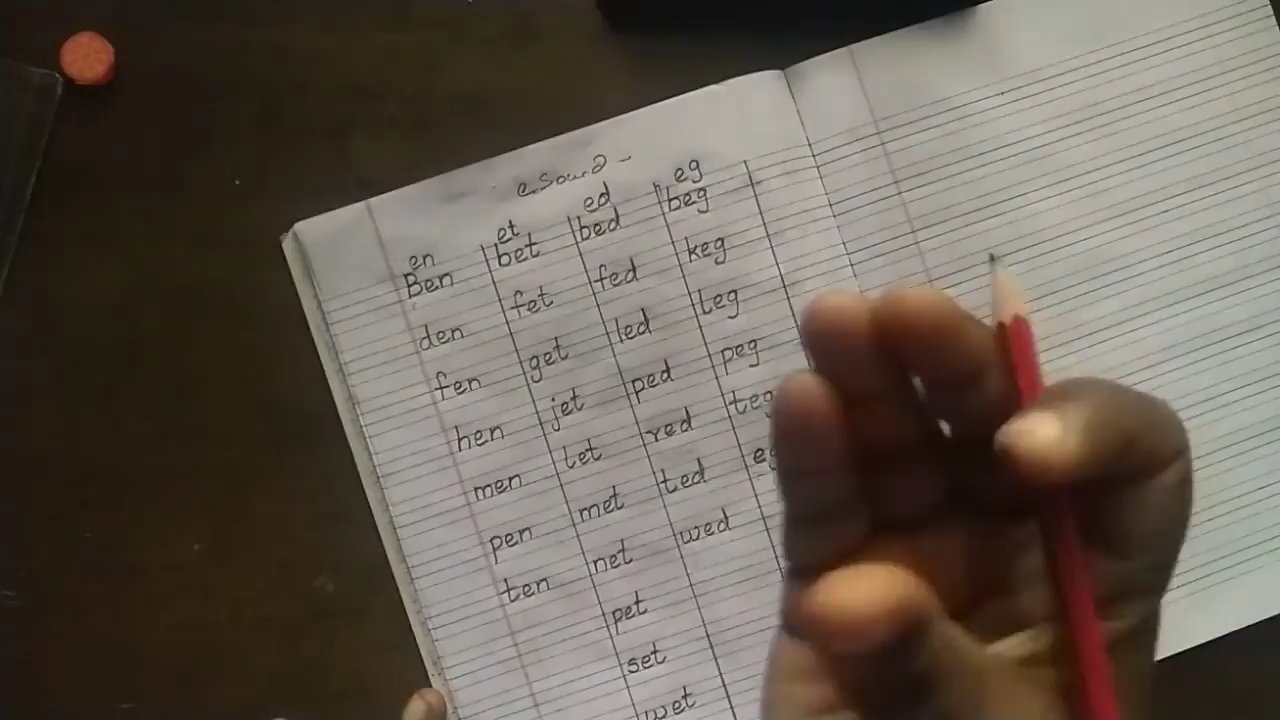 e Sound -
en et ed eg
Ben bet bed beg
den fet fed keg
fen get led leg
hen jet ped peg
men let red teg
pen met ted
ten net wed
pet
set
wet